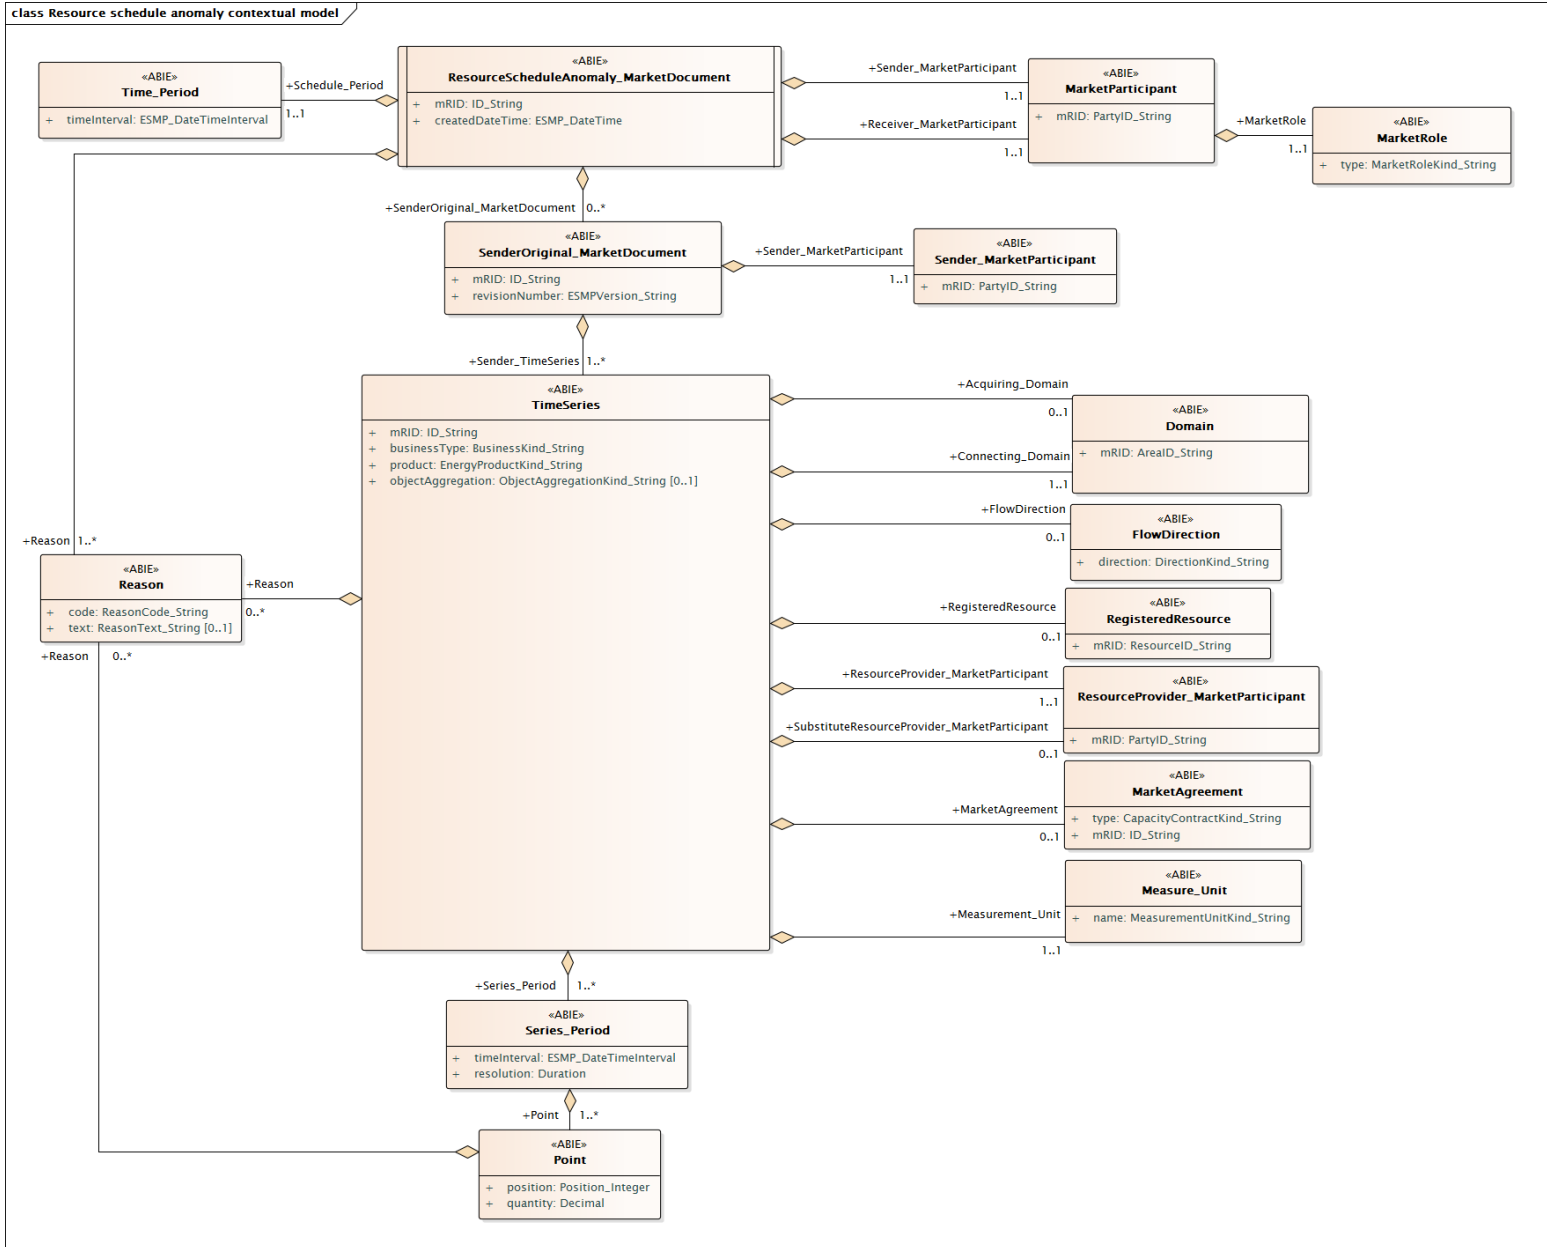 class Resource schedule anomaly contextual model
«ABIE»
Time_Period
+ timeInterval: ESMP_DateTimeInterval
+Schedule_Period
1..1
«ABIE»
ResourceScheduleAnomaly_MarketDocument
+ mRID: ID_String
+ createdDateTime: ESMP_DateTime
+Sender_MarketParticipant
1..1
+Receiver_MarketParticipant
1..1
«ABIE»
MarketParticipant
+ mRID: PartyID_String
+MarketRole
1..1
«ABIE»
MarketRole
+ type: MarketRoleKind_String
+SenderOriginal_MarketDocument 0..*
«ABIE»
SenderOriginal_MarketDocument
+ mRID: ID_String
+ revisionNumber: ESMPVersion_String
+Sender_MarketParticipant
1..1
«ABIE»
Sender_MarketParticipant
+ mRID: PartyID_String
+Sender_TimeSeries 1..*
«ABIE»
TimeSeries
+ mRID: ID_String
+ businessType: BusinessKind_String
+ product: EnergyProductKind_String
+ objectAggregation: ObjectAggregationKind_String [0..1]
+Acquiring_Domain
0..1
+Connecting_Domain
1..1
«ABIE»
Domain
+ mRID: AreaID_String
+FlowDirection
0..1
«ABIE»
FlowDirection
+ direction: DirectionKind_String
+Reason 1..*
«ABIE»
Reason
+ code: ReasonCode_String
+ text: ReasonText_String [0..1]
+Reason
0..*
+Reason 0..*
+RegisteredResource
0..1
«ABIE»
RegisteredResource
+ mRID: ResourceID_String
+ResourceProvider_MarketParticipant
1..1
+SubstituteResourceProvider_MarketParticipant
0..1
«ABIE»
ResourceProvider_MarketParticipant
+ mRID: PartyID_String
+MarketAgreement
0..1
«ABIE»
MarketAgreement
+ type: CapacityContractKind_String
+ mRID: ID_String
+Measurement_Unit
1..1
«ABIE»
Measure_Unit
+ name: MeasurementUnitKind_String
+Series_Period 1..*
«ABIE»
Series_Period
+ timeInterval: ESMP_DateTimeInterval
+ resolution: Duration
+Point 1..*
«ABIE»
Point
+ position: Position_Integer
+ quantity: Decimal